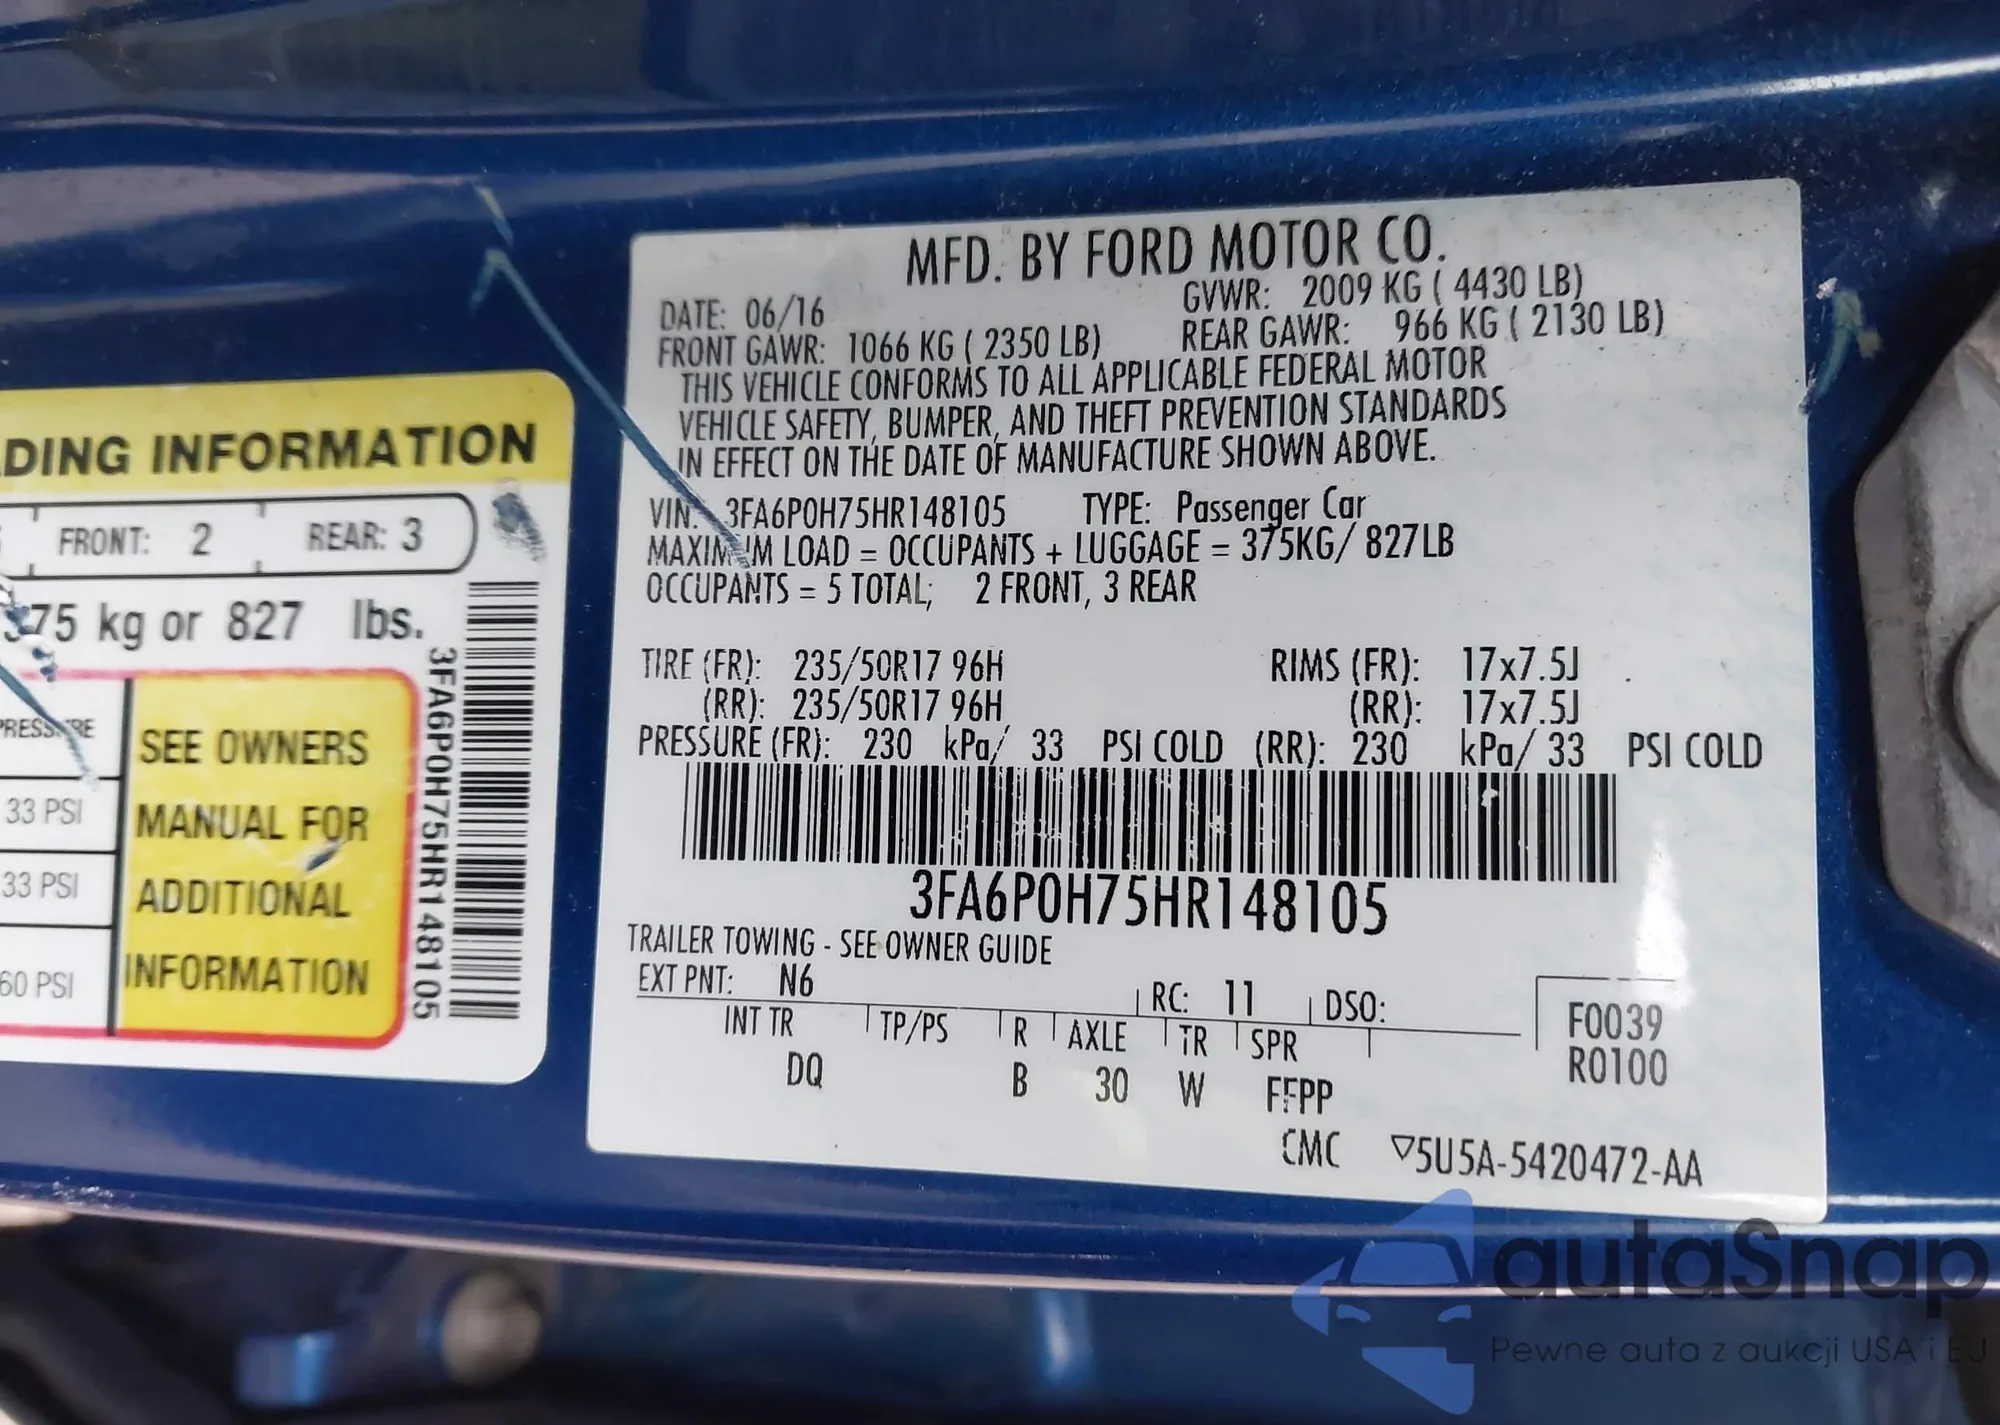 DING INFORMATION
FRONT: 2 REAR: 3
375 kg or 827 lbs.
PRESSURE
33 PSI
33 PSI
60 PSI
SEE OWNERS
MANUAL FOR
ADDITIONAL
INFORMATION
3FA6P0H75HR148105
MFD. BY FORD MOTOR CO.
DATE: 06/16 GVWR: 2009 KG ( 4430 LB)
FRONT GAWR: 1066 KG ( 2350 LB) REAR GAWR: 966 KG ( 2130 LB)
THIS VEHICLE CONFORMS TO ALL APPLICABLE FEDERAL MOTOR
VEHICLE SAFETY, BUMPER, AND THEFT PREVENTION STANDARDS
IN EFFECT ON THE DATE OF MANUFACTURE SHOWN ABOVE.
VIN: 3FA6P0H75HR148105 TYPE: Passenger Car
MAXIMUM LOAD = OCCUPANTS + LUGGAGE = 375KG/ 827LB
OCCUPANTS = 5 TOTAL; 2 FRONT, 3 REAR
TIRE (FR): 235/50R17 96H RIMS (FR): 17x7.5J
(RR): 235/50R17 96H (RR): 17x7.5J
PRESSURE (FR): 230 kPa/ 33 PSI COLD (RR): 230 kPa/ 33 PSI COLD
3FA6P0H75HR148105
TRAILER TOWING - SEE OWNER GUIDE
EXT PNT: N6 RC: 11 DSO:
INT TR TP/PS R AXLE TR SPR
DQ B 30 W FFPP
F0039
R0100
CMC ▽5U5A-5420472-AA
autoSnap
Pewne auta z aukcji USA i EU